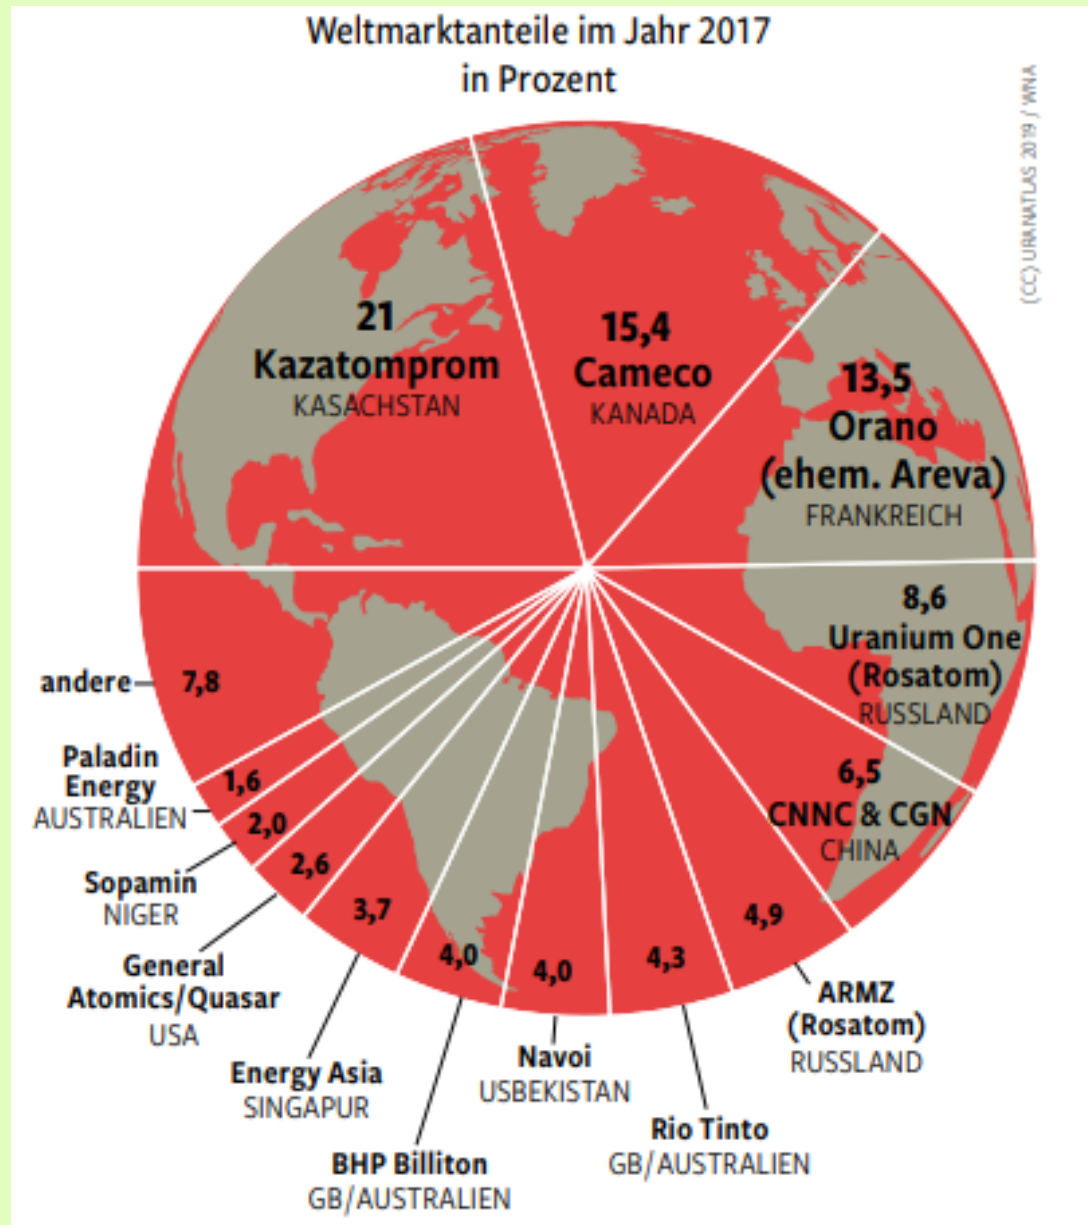 Weltmarktanteile im Jahr 2017
in Prozent
(CC) URANATLAS 2019 / WNA
21
Kazatomprom
KASACHSTAN
15,4
Cameco
KANADA
13,5
Orano
(ehem. Areva)
FRANKREICH
8,6
Uranium One
(Rosatom)
RUSSLAND
6,5
CNNC & CGN
CHINA
4,9
ARMZ
(Rosatom)
RUSSLAND
4,3
Rio Tinto
GB/AUSTRALIEN
4,0
Navoi
USBEKISTAN
4,0
BHP Billiton
GB/AUSTRALIEN
3,7
Energy Asia
SINGAPUR
2,6
General
Atomics/Quasar
USA
2,0
Sopamin
NIGER
1,6
Paladin
Energy
AUSTRALIEN
7,8
andere